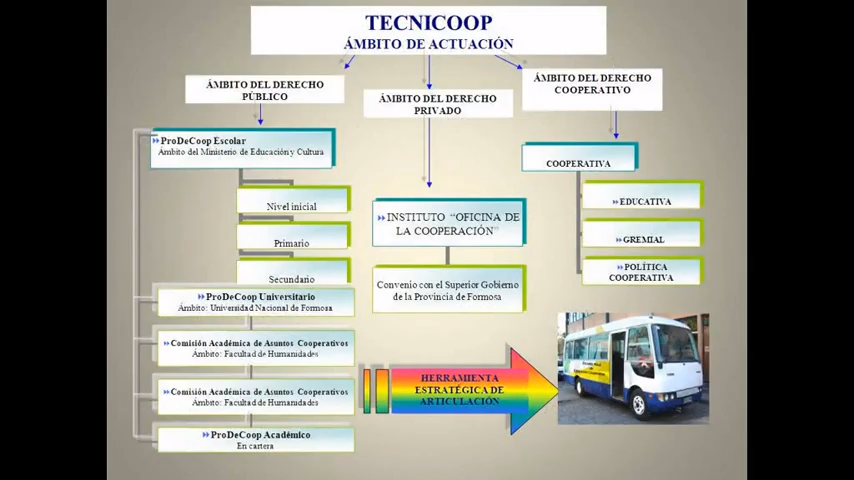 TECNICOOP
ÁMBITO DE ACTUACIÓN
ÁMBITO DEL DERECHO
PÚBLICO
ÁMBITO DEL DERECHO
PRIVADO
ÁMBITO DEL DERECHO
COOPERATIVO
ProDeCoop Escolar
Ámbito del Ministerio de Educación y Cultura
Nivel inicial
Primario
Secundario
ProDeCoop Universitario
Ámbito: Universidad Nacional de Formosa
Comisión Académica de Asuntos Cooperativos
Ámbito: Facultad de Humanidades
Comisión Académica de Asuntos Cooperativos
Ámbito: Facultad de Humanidades
ProDeCoop Académico
En cartera
INSTITUTO “OFICINA DE
LA COOPERACIÓN”
Convenio con el Superior Gobierno
de la Provincia de Formosa
COOPERATIVA
EDUCATIVA
GREMIAL
POLÍTICA
COOPERATIVA
HERRAMIENTA
ESTRATÉGICA DE
ARTICULACIÓN